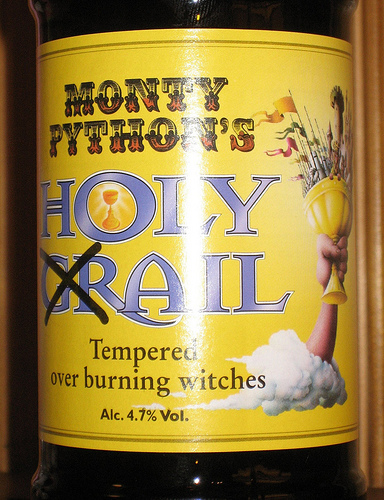 MONTY
PYTHON'S
HOLY
GRAIL
Tempered
over burning witches
Alc. 4.7% Vol.